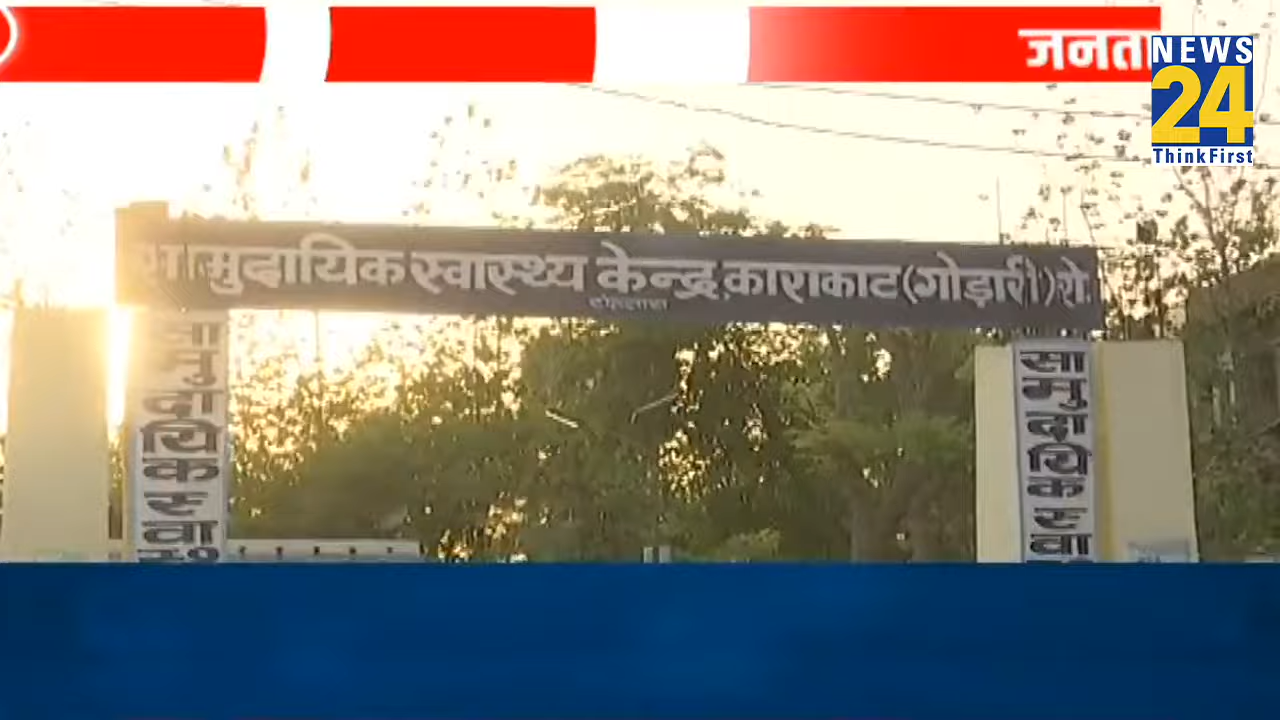 जनता
NEWS
24
ThinkFirst
सामुदायिक स्वास्थ्य केन्द्र,काराकाट(गोड़ारी)रो.
सामुदायिक स्वा
सामुदायिक स्वा